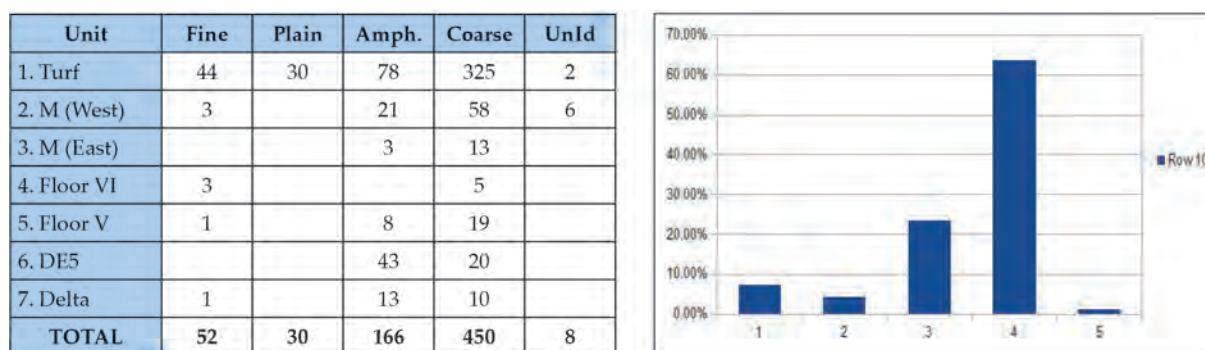 Unit Fine Plain Amph. Coarse UnId
1. Turf 44 30 78 325 2
2. M (West) 3 21 58 6
3. M (East) 3 13
4. Floor VI 3 5
5. Floor V 1 8 19
6. DE5 43 20
7. Delta 1 13 10
TOTAL 52 30 166 450 8
70.00%
60.00%
50.00%
40.00%
30.00%
20.00%
10.00%
0.00%
1 2 3 4 5
Row 10